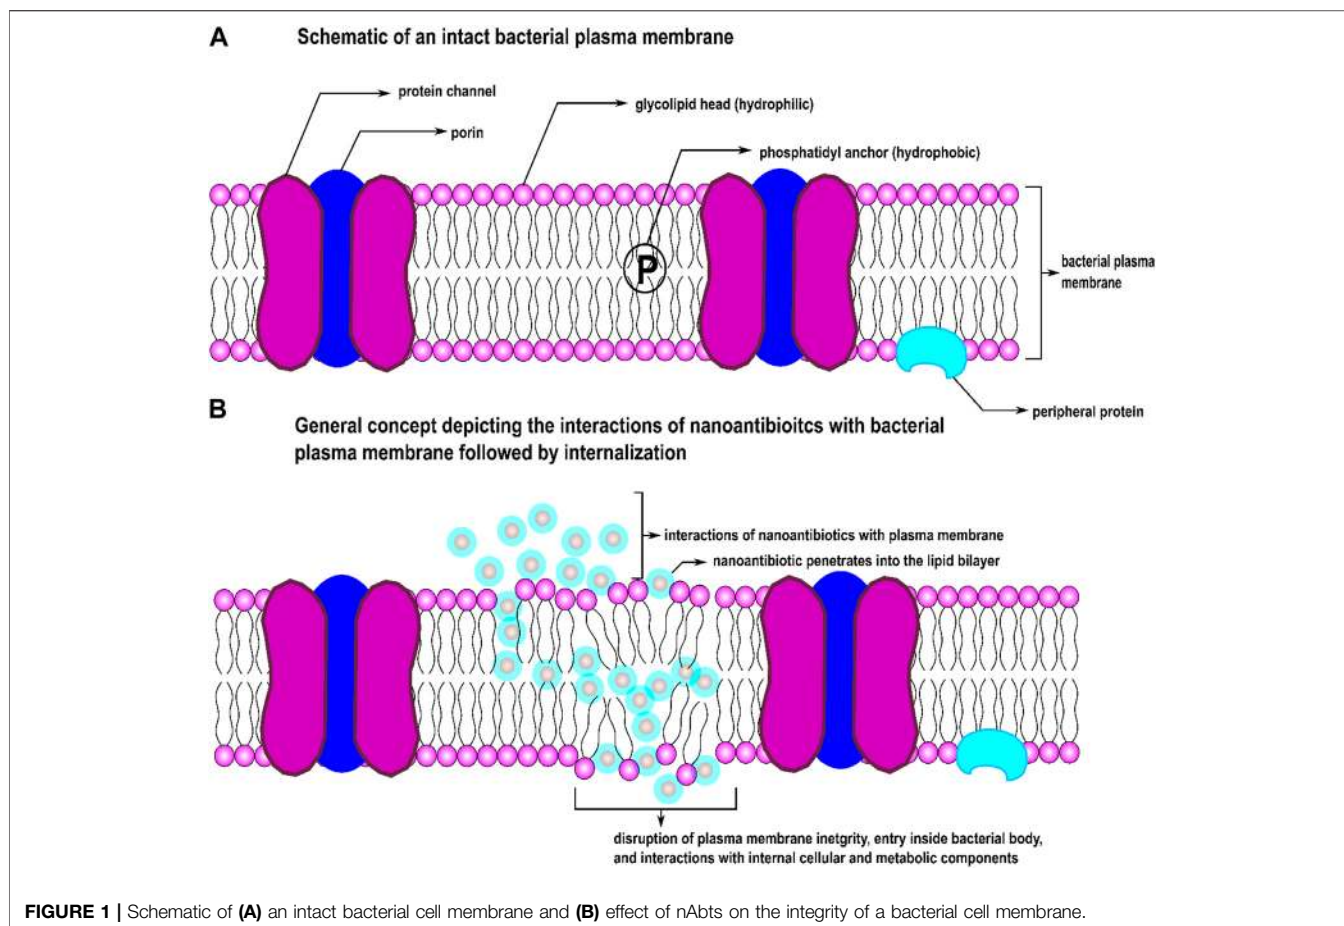 A
Schematic of an intact bacterial plasma membrane
protein channel
glycolipid head (hydrophilic)
porin
phosphatidyl anchor (hydrophobic)
P
bacterial plasma
membrane
peripheral protein
B
General concept depicting the interactions of nanoantibioitcs with bacterial
plasma membrane followed by internalization
interactions of nanoantibiotics with plasma membrane
nanoantibiotic penetrates into the lipid bilayer
disruption of plasma membrane inetgrity, entry inside bacterial body,
and interactions with internal cellular and metabolic components
FIGURE 1 | Schematic of (A) an intact bacterial cell membrane and (B) effect of nAbts on the integrity of a bacterial cell membrane.